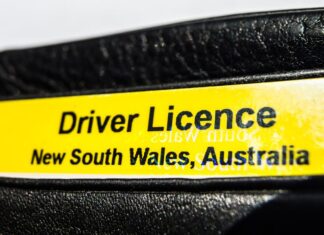 Driver Licence
New South Wales, Australia